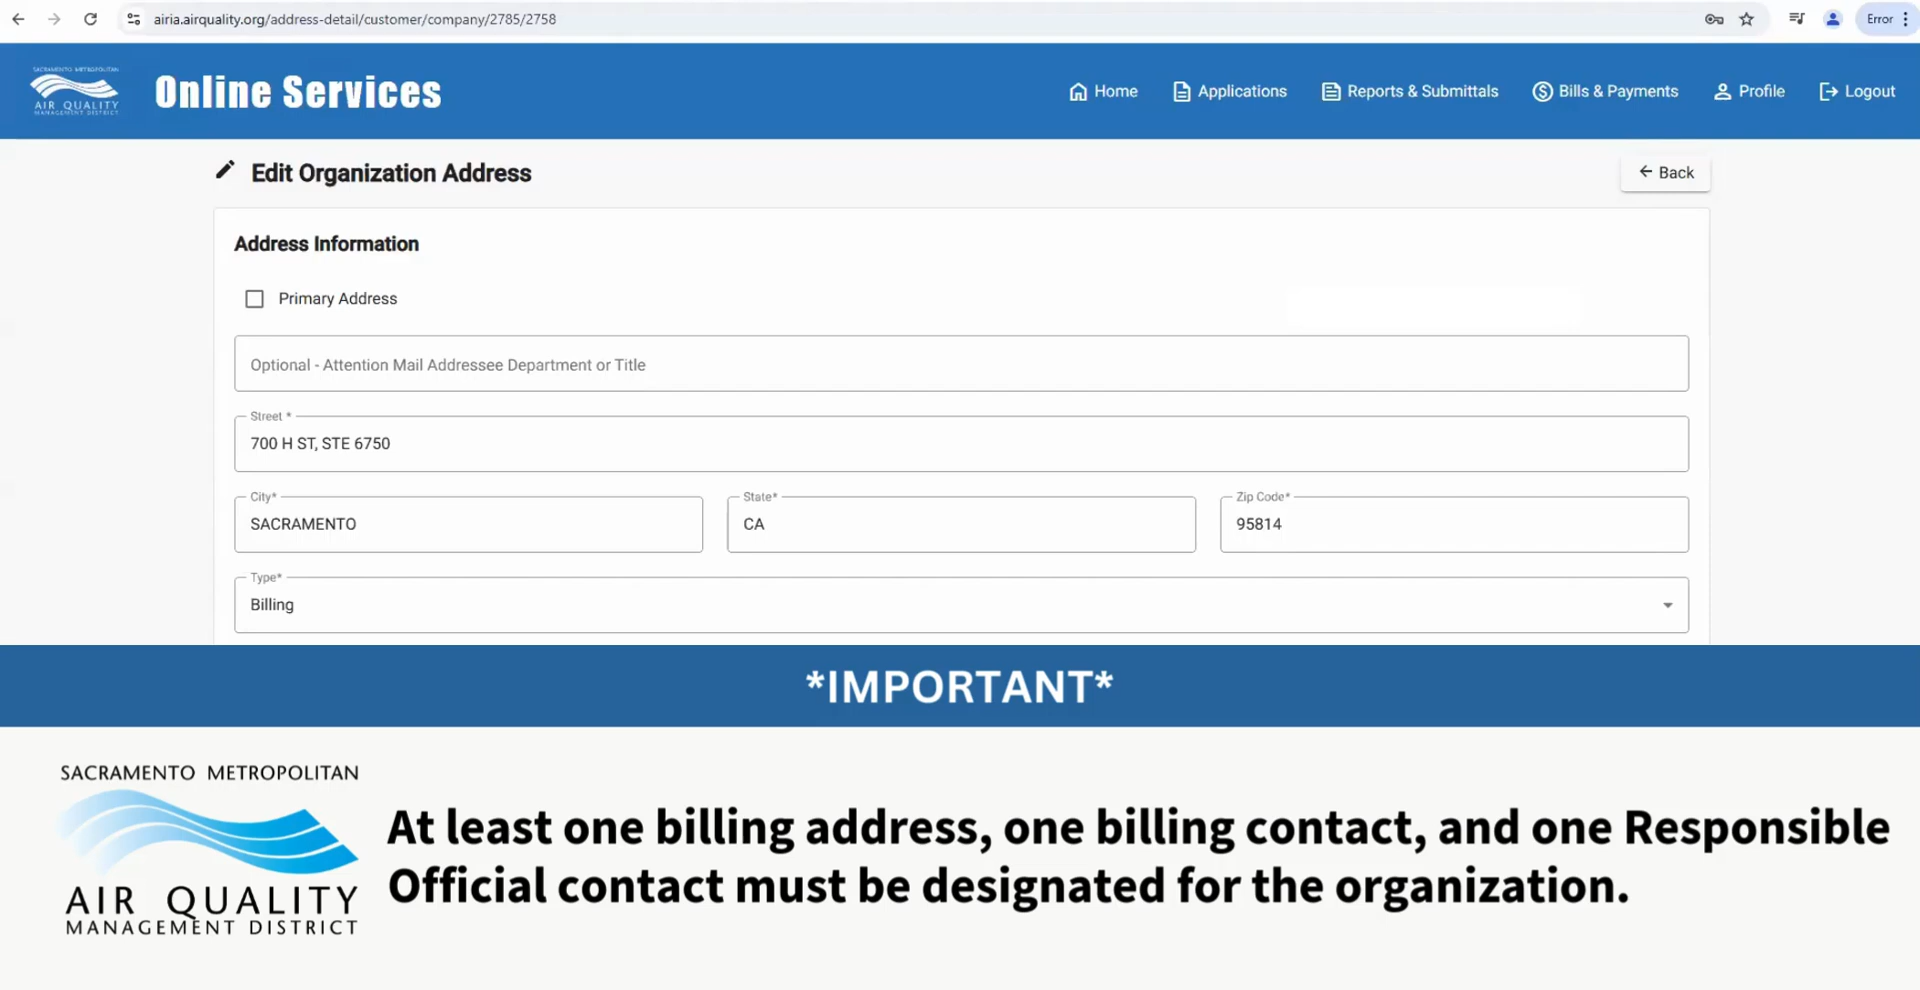 airia.airquality.org/address-detail/customer/company/2785/2758
Error
SACRAMENTO METROPOLITAN
AIR QUALITY
MANAGEMENT DISTRICT
Online Services
Home
Applications
Reports & Submittals
Bills & Payments
Profile
Logout
Edit Organization Address
Back
Address Information
Primary Address
Optional - Attention Mail Addressee Department or Title
Street *
700 H ST, STE 6750
City*
SACRAMENTO
State*
CA
Zip Code*
95814
Type*
Billing
*IMPORTANT*
SACRAMENTO METROPOLITAN
AIR QUALITY
MANAGEMENT DISTRICT
At least one billing address, one billing contact, and one Responsible
Official contact must be designated for the organization.